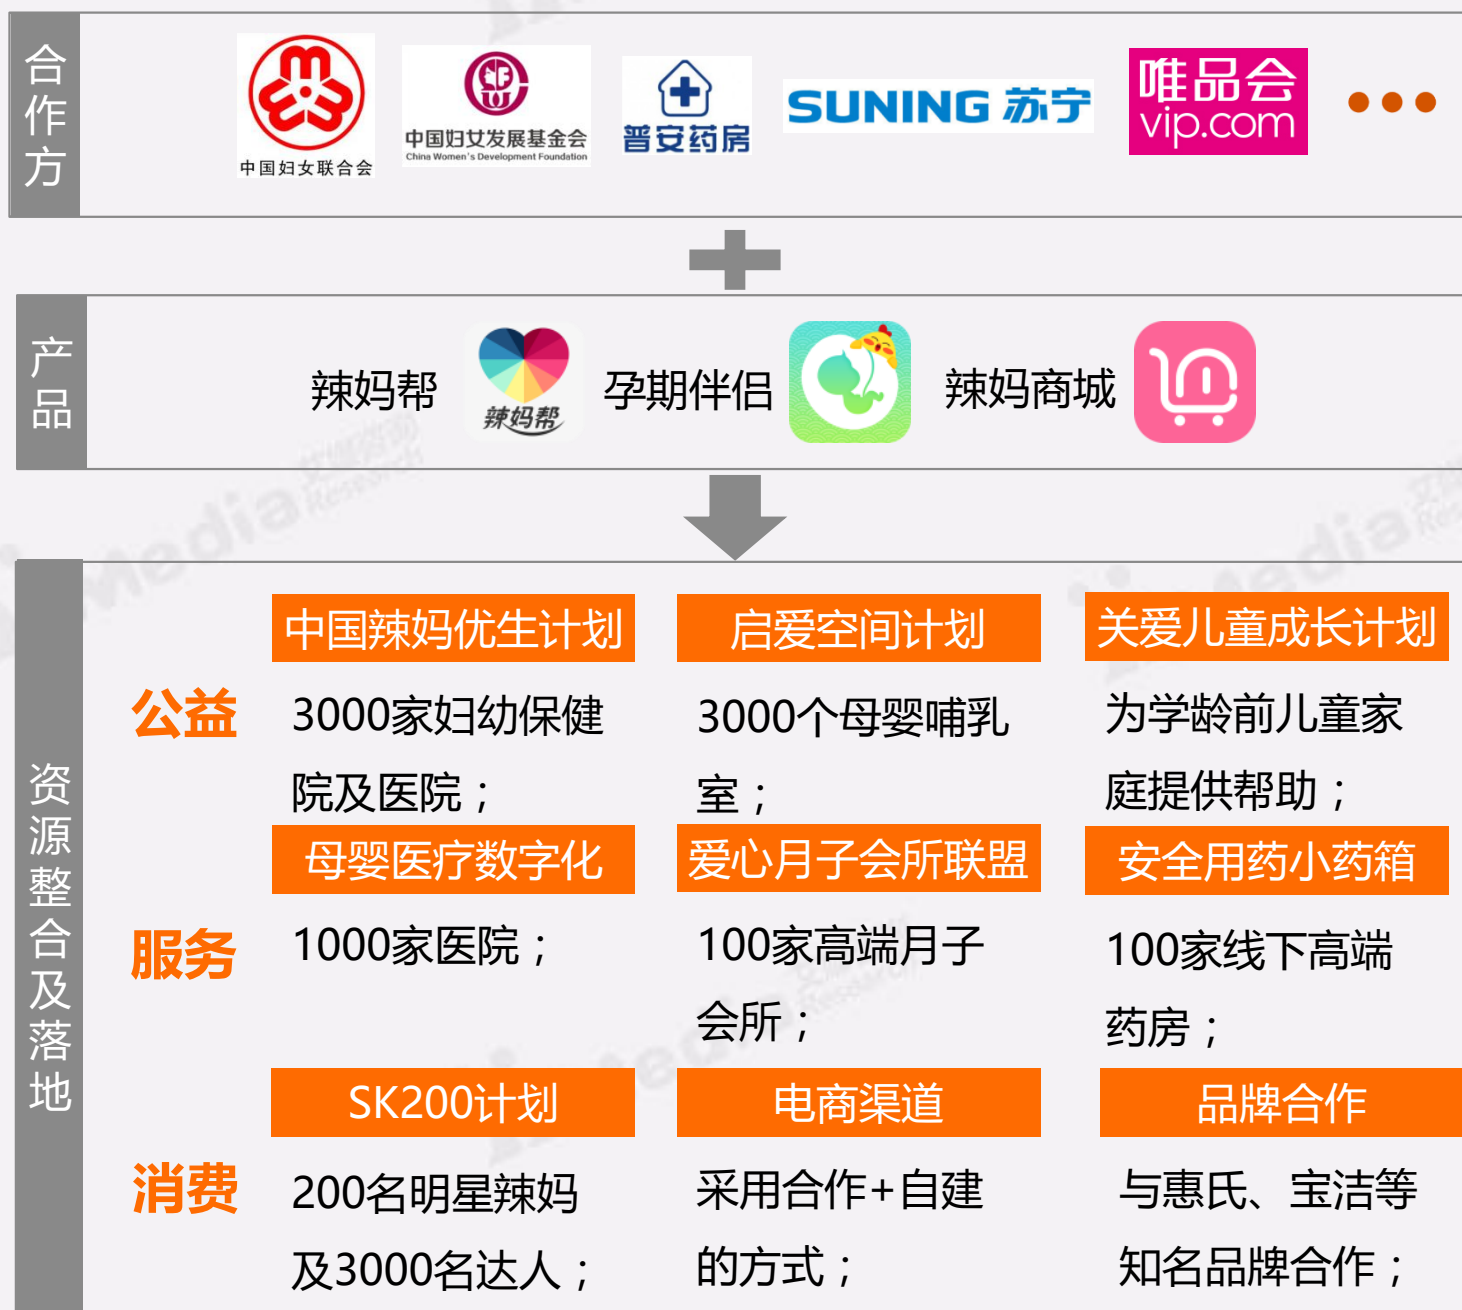 合作方
中国妇女联合会
中国妇女发展基金会
China Women's Development Foundation
普安药房
SUNING 苏宁
唯品会
vip.com
产品
辣妈帮
辣妈帮
孕期伴侣
辣妈商城
资源整合及落地
公益
中国辣妈优生计划
3000家妇幼保健
院及医院；
启爱空间计划
3000个母婴哺乳
室；
关爱儿童成长计划
为学龄前儿童家
庭提供帮助；
服务
母婴医疗数字化
1000家医院；
爱心月子会所联盟
100家高端月子
会所；
安全用药小药箱
100家线下高端
药房；
消费
SK200计划
200名明星辣妈
及3000名达人；
电商渠道
采用合作+自建
的方式；
品牌合作
与惠氏、宝洁等
知名品牌合作；
iiMedia Research
艾媒咨询